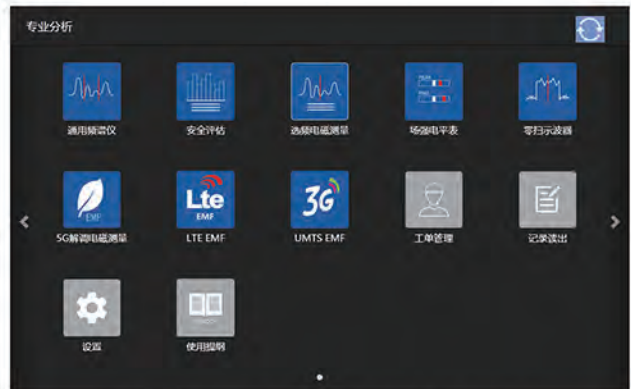 专业分析
通用频谱仪
安全评估
选频电磁测量
场强电平表
零扫示波器
EMF
5G解调电磁测量
Lte
EMF
LTE EMF
3G
UMTS EMF
工单管理
记录读出
设置
使用提纲